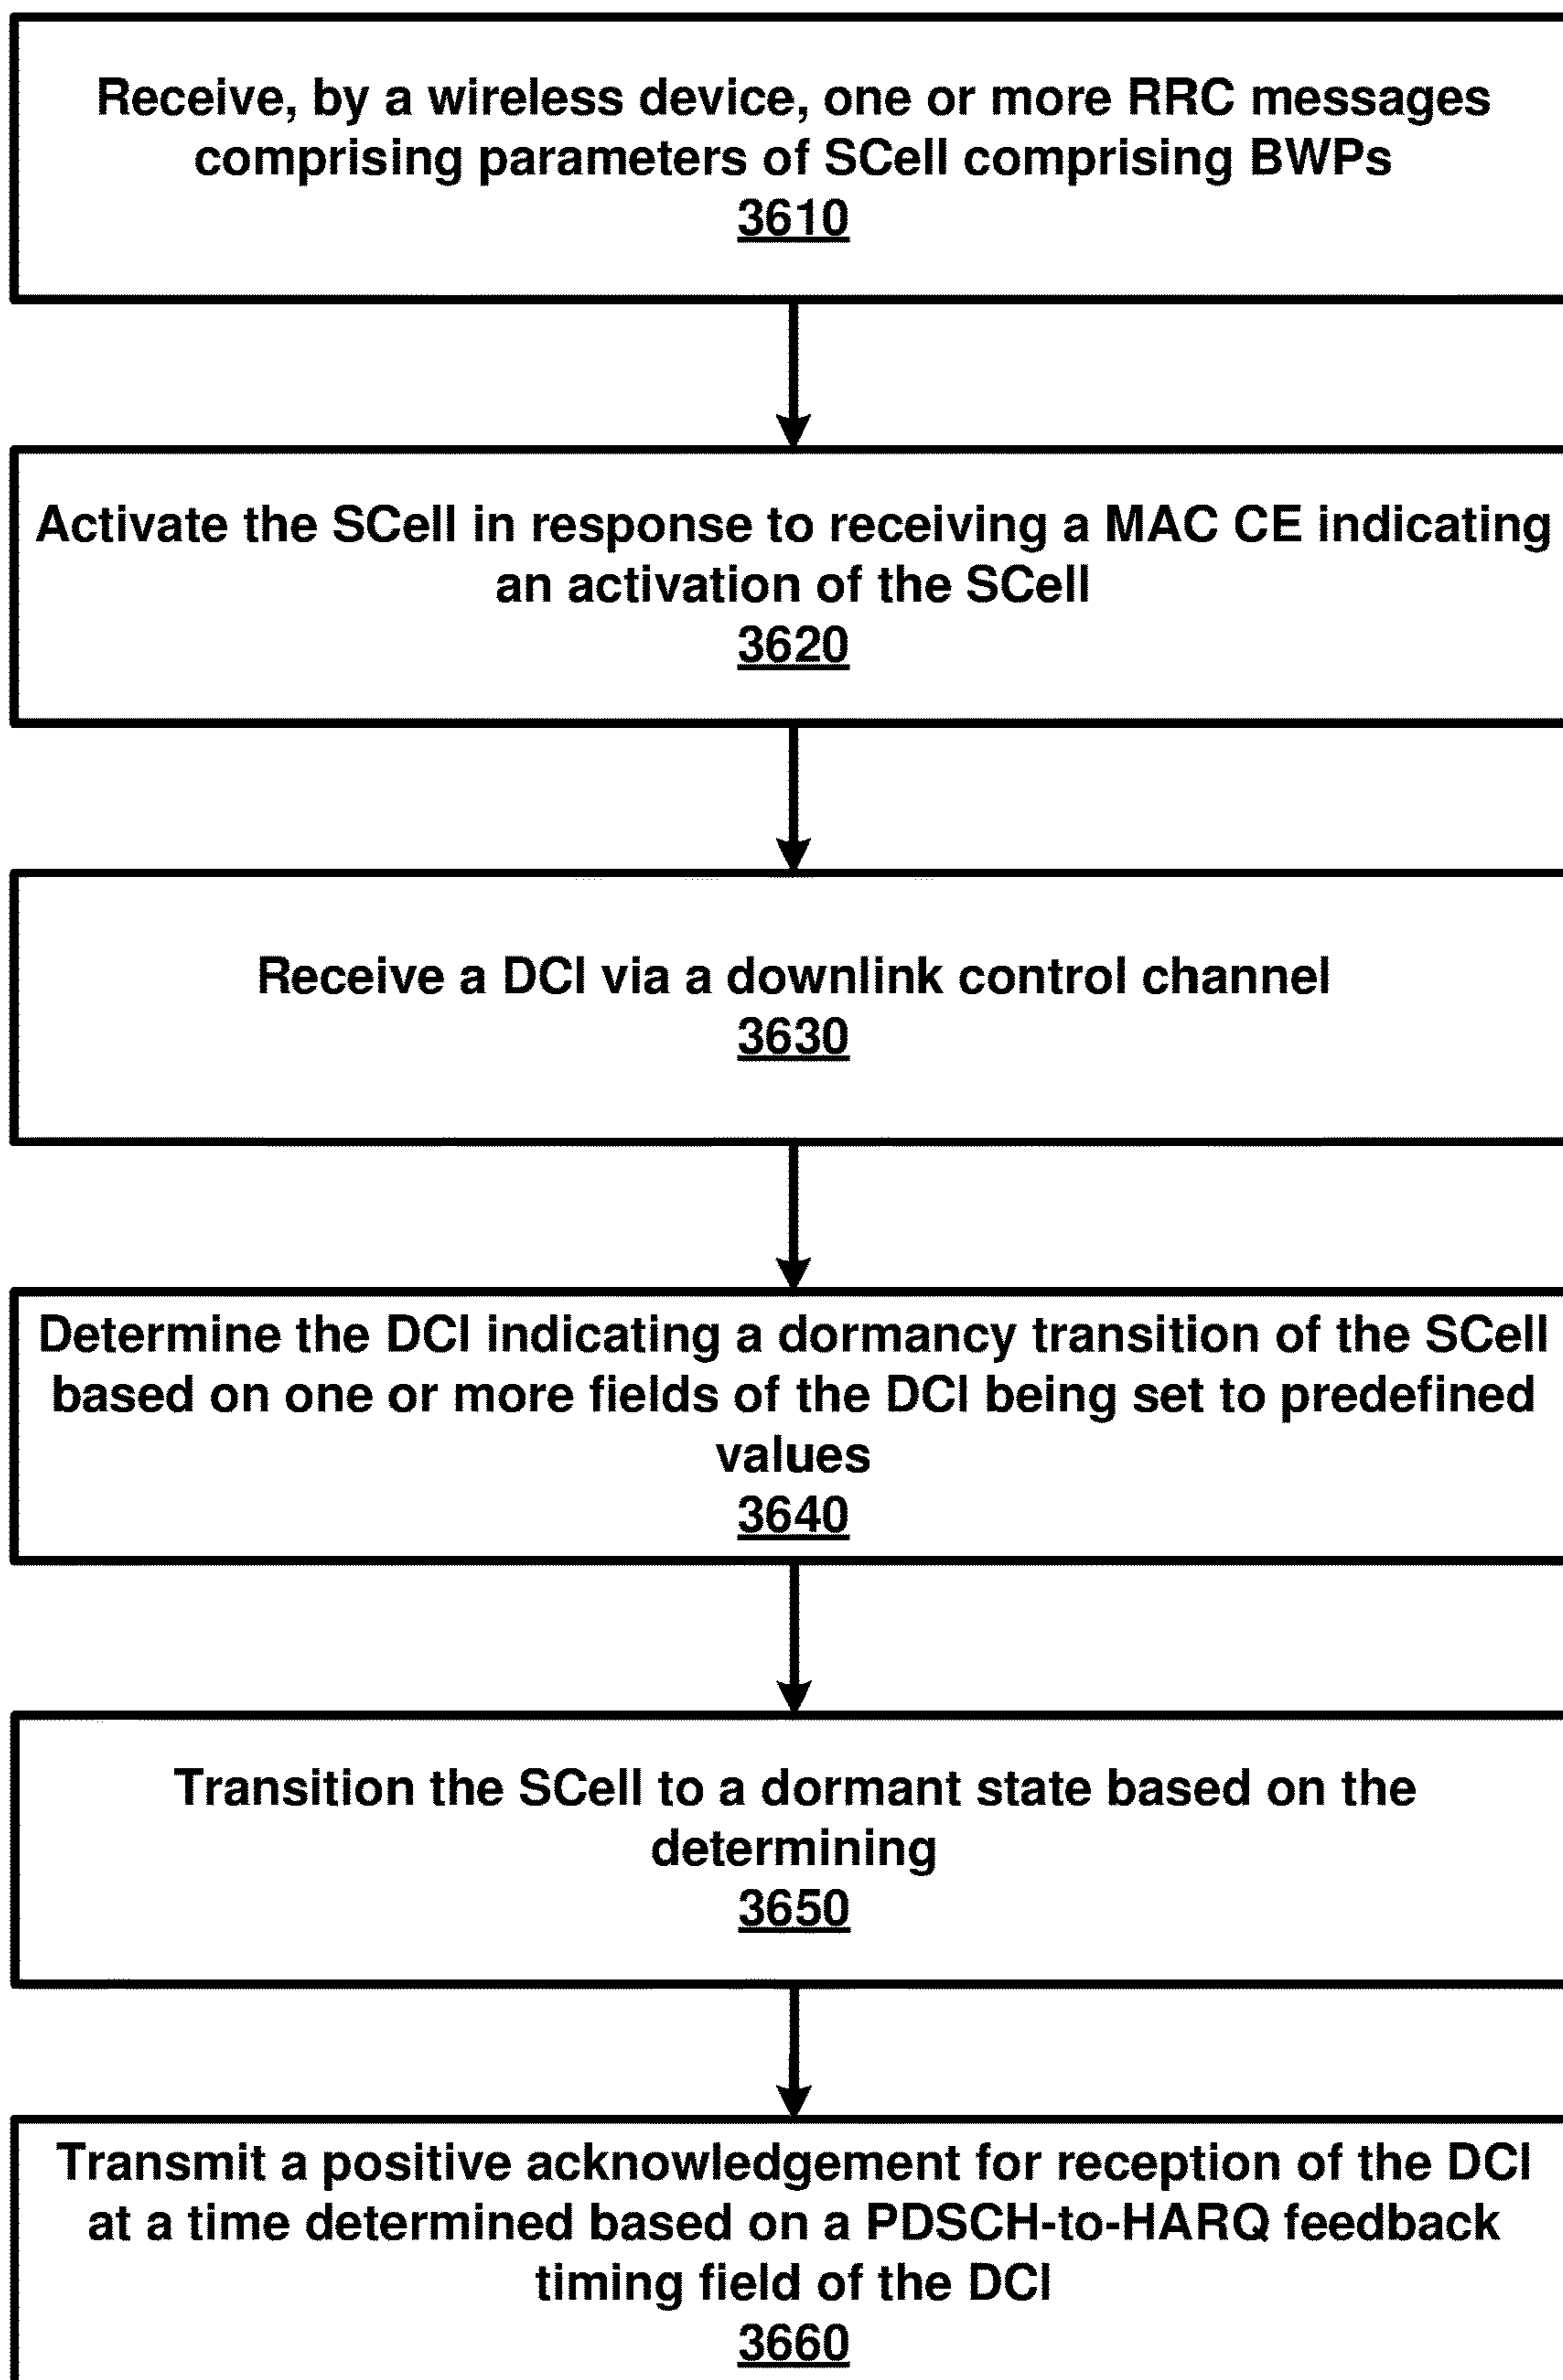 Receive, by a wireless device, one or more RRC messages
comprising parameters of SCell comprising BWPs
3610
Activate the SCell in response to receiving a MAC CE indicating
an activation of the SCell
3620
Receive a DCI via a downlink control channel
3630
Determine the DCI indicating a dormancy transition of the SCell
based on one or more fields of the DCI being set to predefined
values
3640
Transition the SCell to a dormant state based on the
determining
3650
Transmit a positive acknowledgement for reception of the DCI
at a time determined based on a PDSCH-to-HARQ feedback
timing field of the DCI
3660